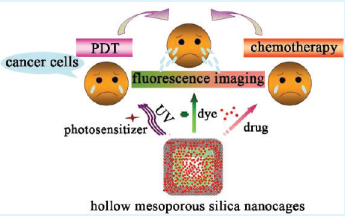 PDT
chemotherapy
cancer cells
fluorescence imaging
UV
dye
photosensitizer
drug
hollow mesoporous silica nanocages